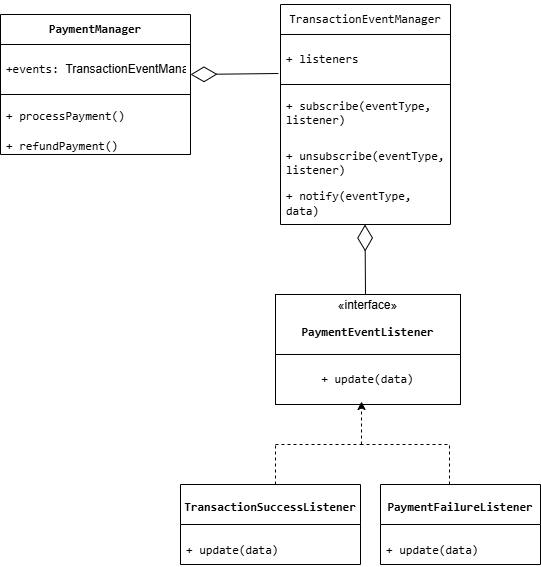 PaymentManager
+events: TransactionEventMana
+ processPayment()
+ refundPayment()
TransactionEventManager
+ listeners
+ subscribe(eventType,
listener)
+ unsubscribe(eventType,
listener)
+ notify(eventType,
data)
«interface»
PaymentEventListener
+ update(data)
TransactionSuccessListener
+ update(data)
PaymentFailureListener
+ update(data)